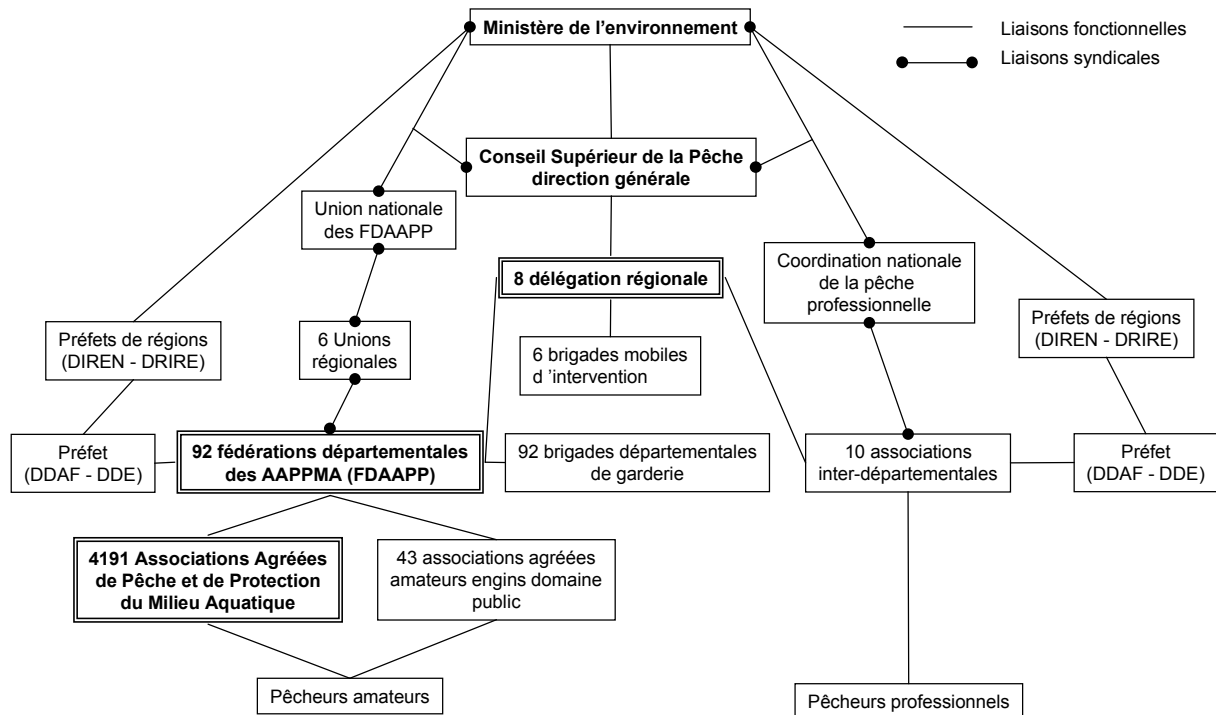 Ministère de l'environnement
Liaisons fonctionnelles
Liaisons syndicales
Conseil Supérieur de la Pêche
direction générale
Union nationale
des FDAAPP
8 délégation régionale
Coordination nationale
de la pêche
professionnelle
Préfets de régions
(DIREN - DRIRE)
6 Unions
régionales
6 brigades mobiles
d 'intervention
Préfets de régions
(DIREN - DRIRE)
Préfet
(DDAF - DDE)
92 fédérations départementales
des AAPPMA (FDAAPP)
92 brigades départementales
de garderie
10 associations
inter-départementales
Préfet
(DDAF - DDE)
4191 Associations Agréées
de Pêche et de Protection
du Milieu Aquatique
43 associations agréées
amateurs engins domaine
public
Pêcheurs amateurs
Pêcheurs professionnels